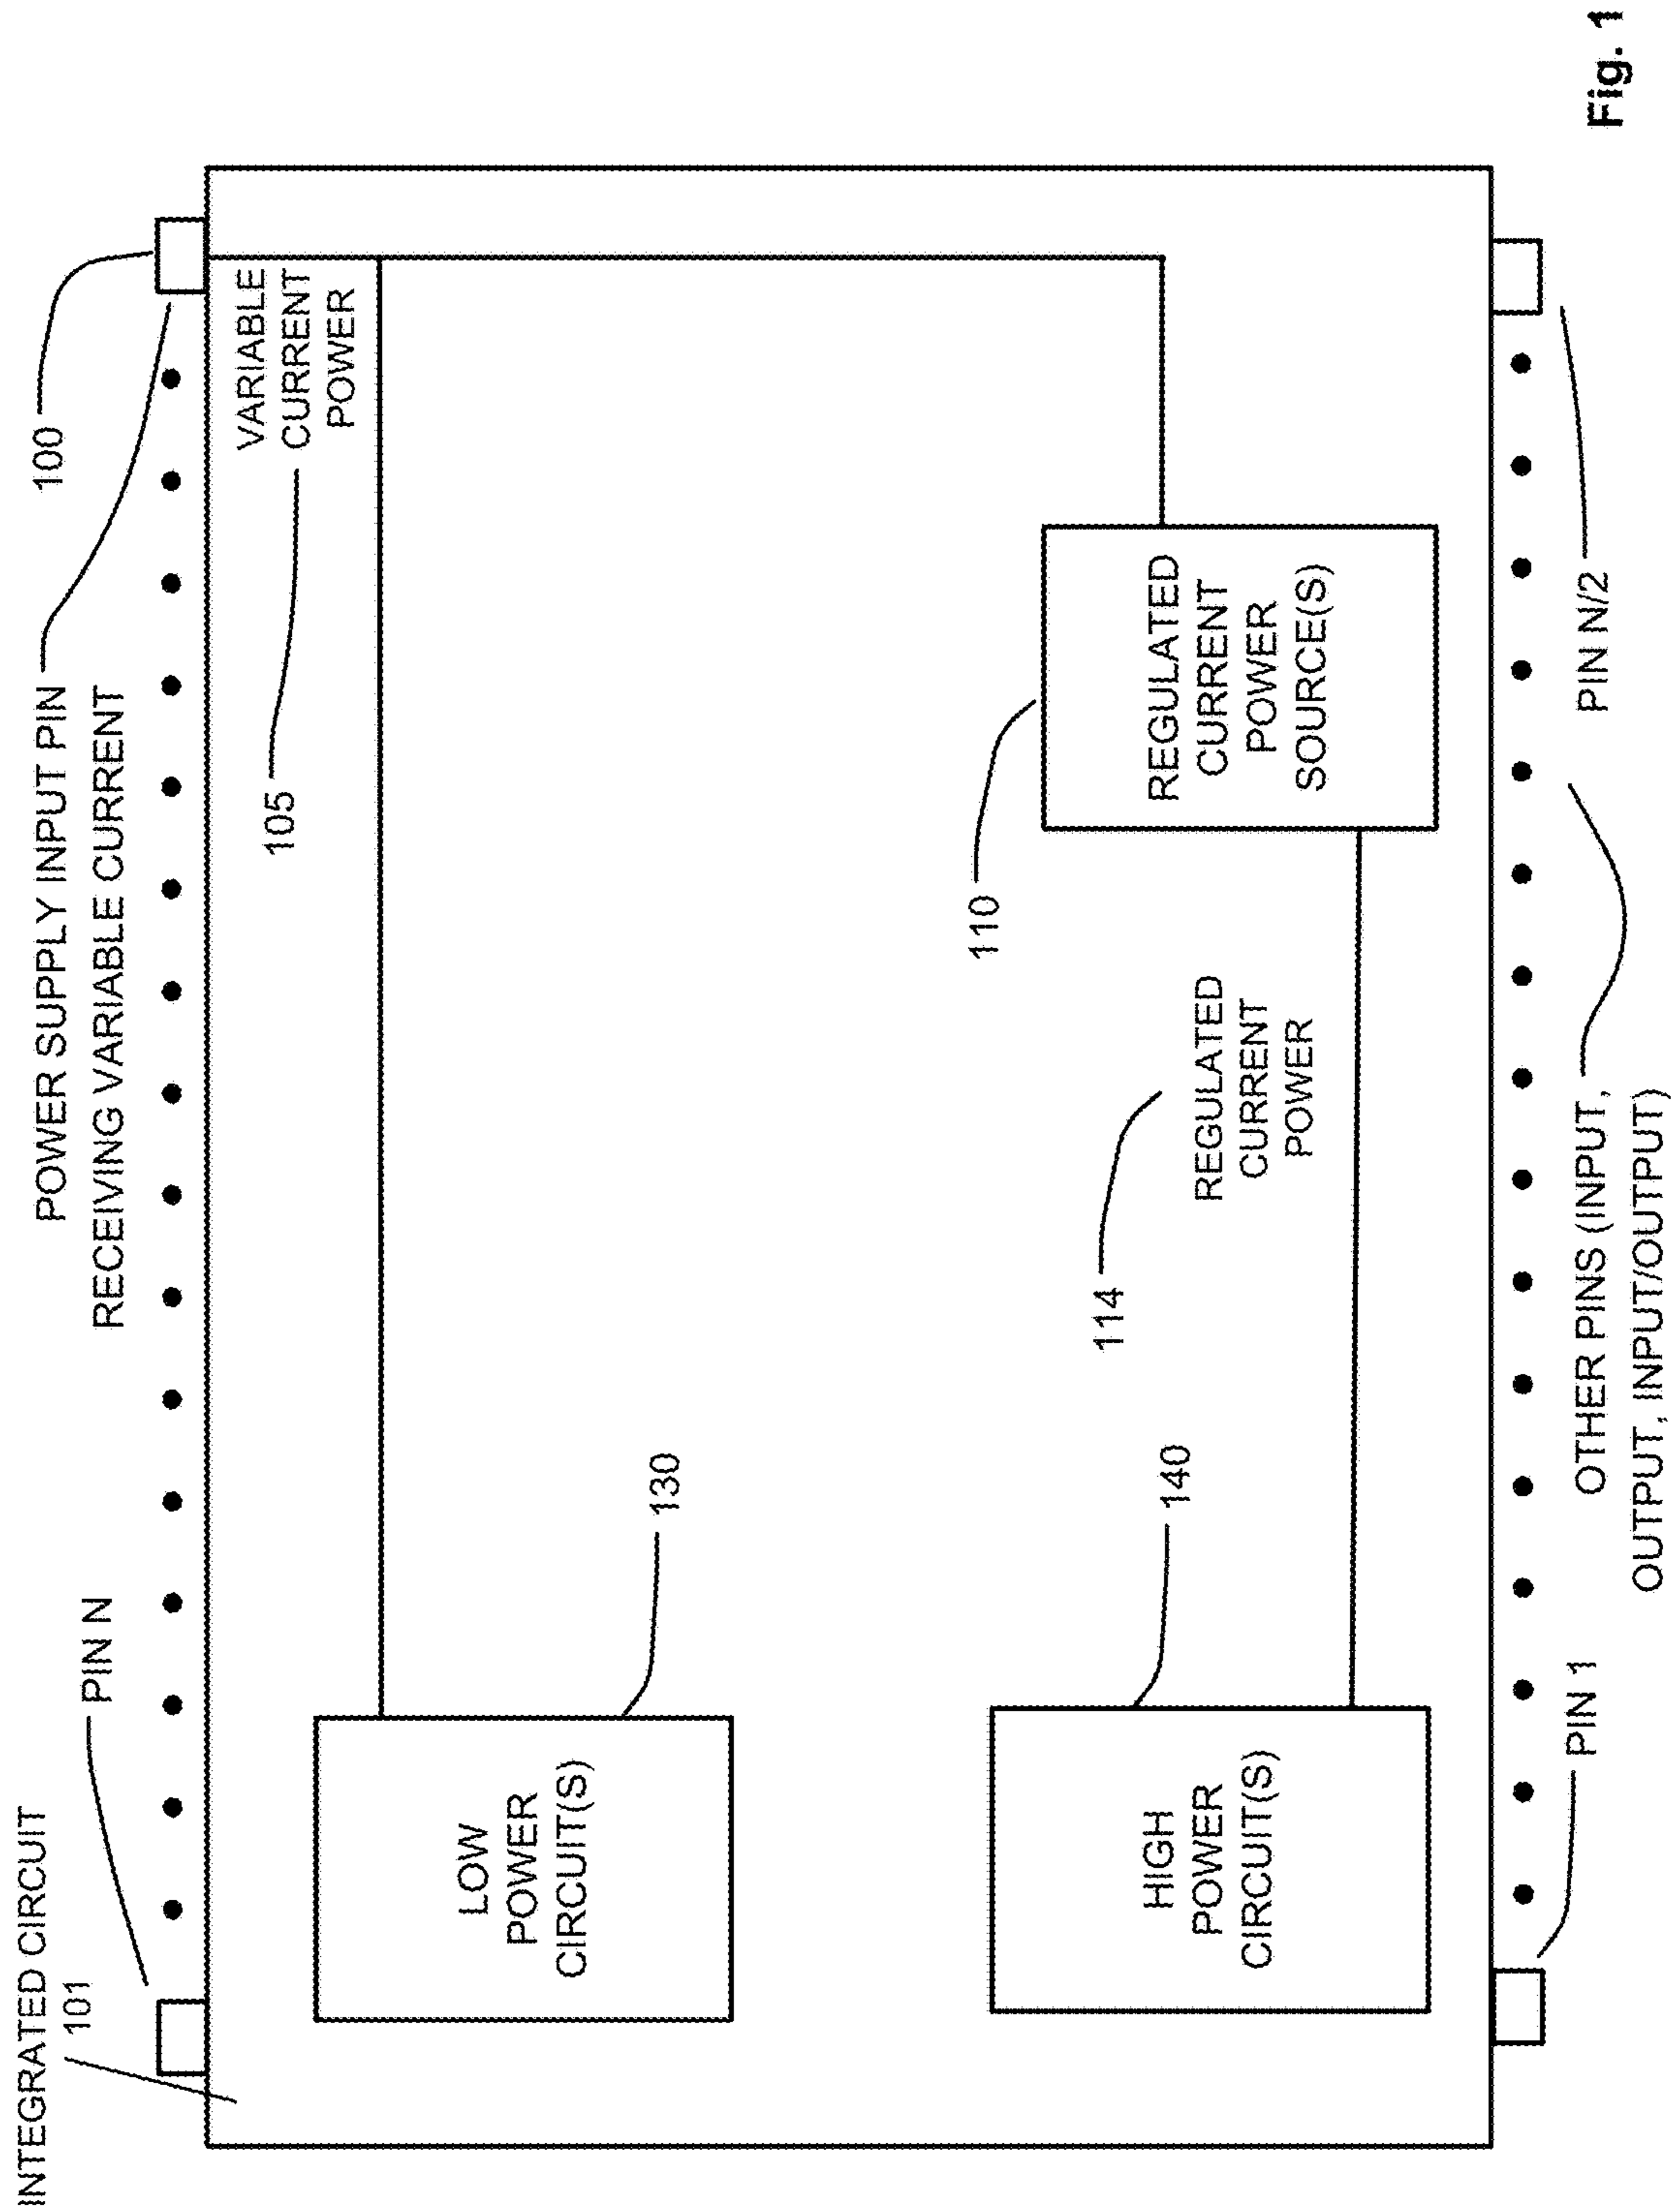 INTEGRATED CIRCUIT
101
PIN N
POWER SUPPLY INPUT PIN
RECEIVING VARIABLE CURRENT
100
VARIABLE
CURRENT
POWER
105
LOW
POWER
CIRCUIT(S)
130
110
REGULATED
CURRENT
POWER
SOURCE(S)
114
REGULATED
CURRENT
POWER
HIGH
POWER
CIRCUIT(S)
140
PIN 1
OTHER PINS (INPUT,
OUTPUT, INPUT/OUTPUT)
PIN N/2
Fig. 1